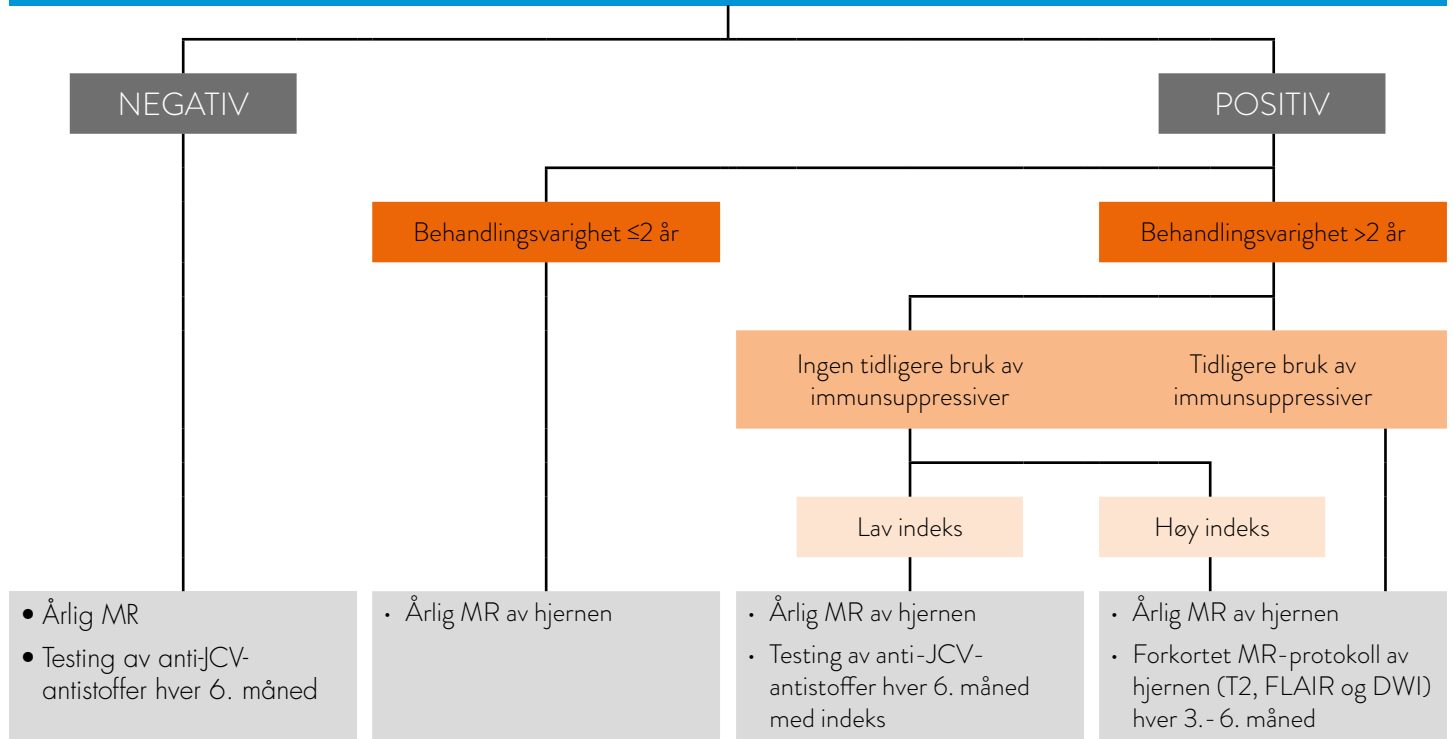 NEGATIV
POSITIV
Behandlingsvarighet ≤2 år
Behandlingsvarighet >2 år
Ingen tidligere bruk av
immunsuppressiver
Tidligere bruk av
immunsuppressiver
Lav indeks
Høy indeks
• Årlig MR
• Testing av anti-JCV-
antistoffer hver 6. måned
• Årlig MR av hjernen
• Årlig MR av hjernen
• Testing av anti-JCV-
antistoffer hver 6. måned
med indeks
• Årlig MR av hjernen
• Forkortet MR-protokoll av
hjernen (T2, FLAIR og DWI)
hver 3.- 6. måned